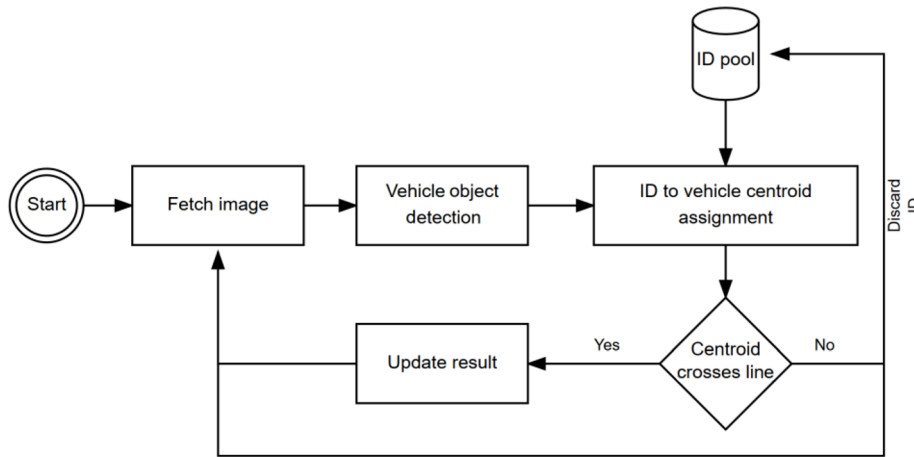 ID pool
Start
Fetch image
Vehicle object
detection
ID to vehicle centroid
assignment
Discard
ID
Update result
Yes
Centroid
crosses line
No